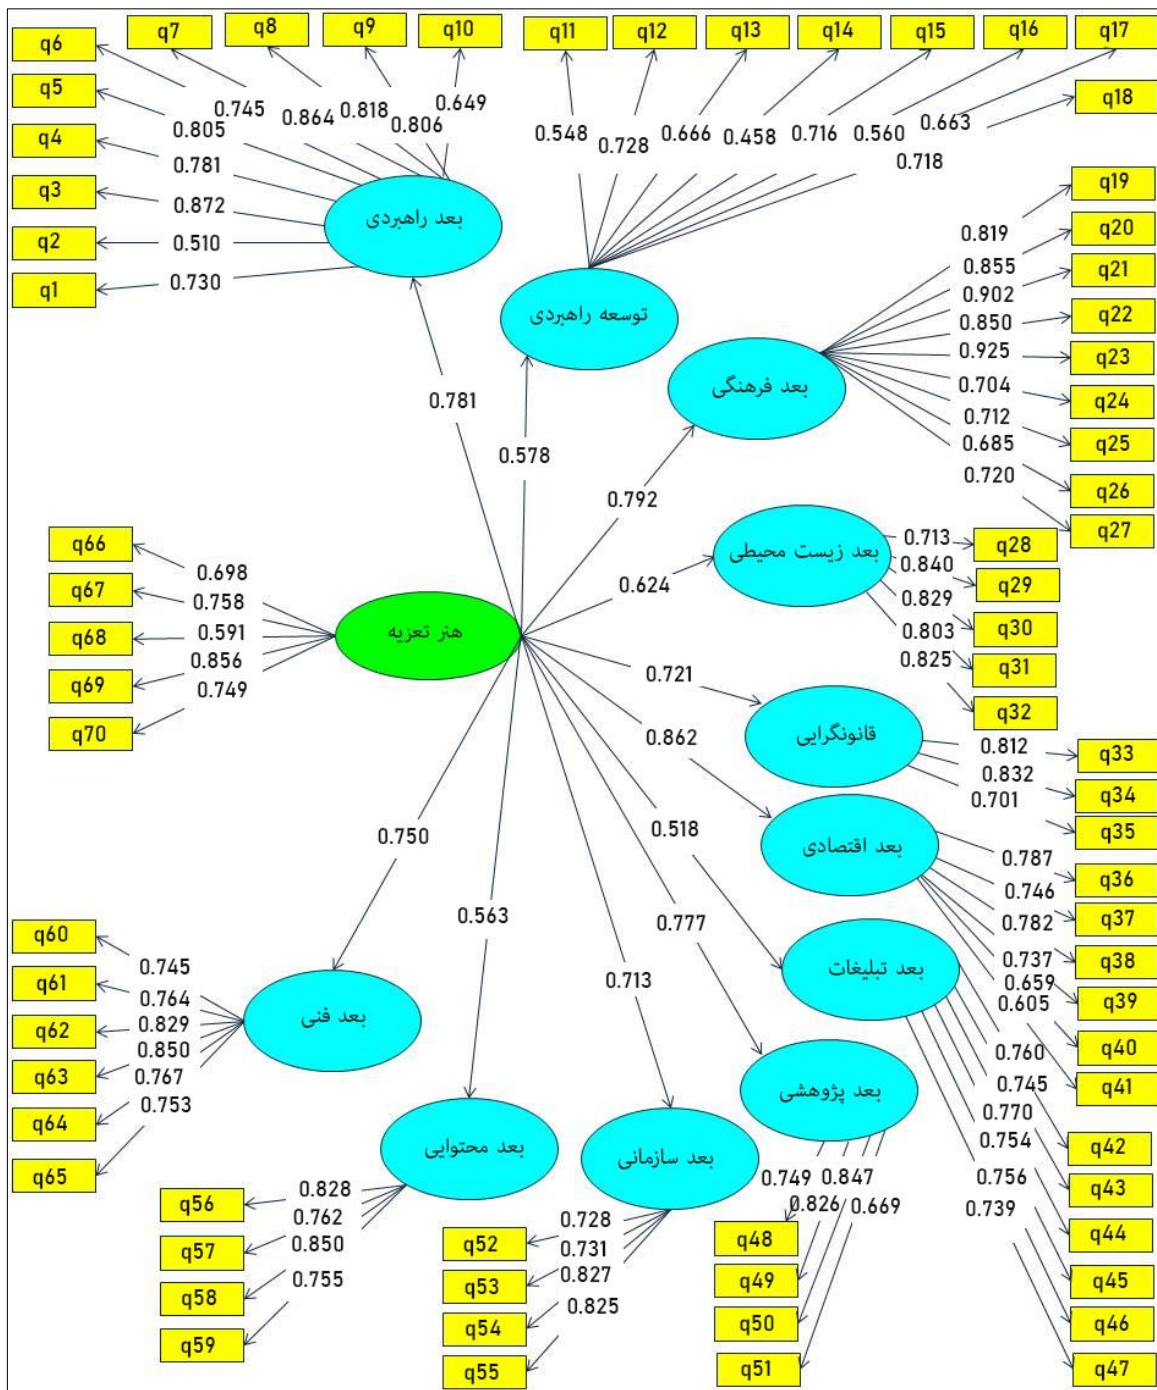 q6
q7
q8
q9
q10
q11
q12
q13
q14
q15
q16
q17
q5
q4
q3
q2
q1
0.745
0.864
0.818
0.649
0.805
0.806
0.781
0.872
0.510
0.730
بعد راهبردی
0.548
0.728
0.666
0.458
0.716
0.560
0.663
0.718
q18
توسعه راهبردی
q19
q20
q21
q22
q23
q24
q25
q26
q27
0.819
0.855
0.902
0.850
0.925
0.704
0.712
0.685
0.720
بعد فرهنگی
0.781
0.578
0.792
0.624
0.721
0.862
0.518
0.777
0.713
0.563
0.750
q66
q67
q68
q69
q70
0.698
0.758
0.591
0.856
0.749
هنر تعزیه
بعد زیست محیطی
0.713
0.840
0.829
0.803
0.825
q28
q29
q30
q31
q32
قانونگرایی
0.812
0.832
0.701
q33
q34
q35
بعد اقتصادی
0.787
0.746
0.782
0.737
0.659
0.605
q36
q37
q38
q39
q40
q41
بعد تبلیغات
0.760
0.745
0.770
0.754
0.756
0.739
q42
q43
q44
q45
q46
q47
بعد پژوهشی
0.749
0.826
0.847
0.669
q48
q49
q50
q51
بعد سازمانی
0.728
0.731
0.827
0.825
q52
q53
q54
q55
بعد محتوایی
0.828
0.762
0.850
0.755
q56
q57
q58
q59
بعد فنی
0.745
0.764
0.829
0.850
0.767
0.753
q60
q61
q62
q63
q64
q65